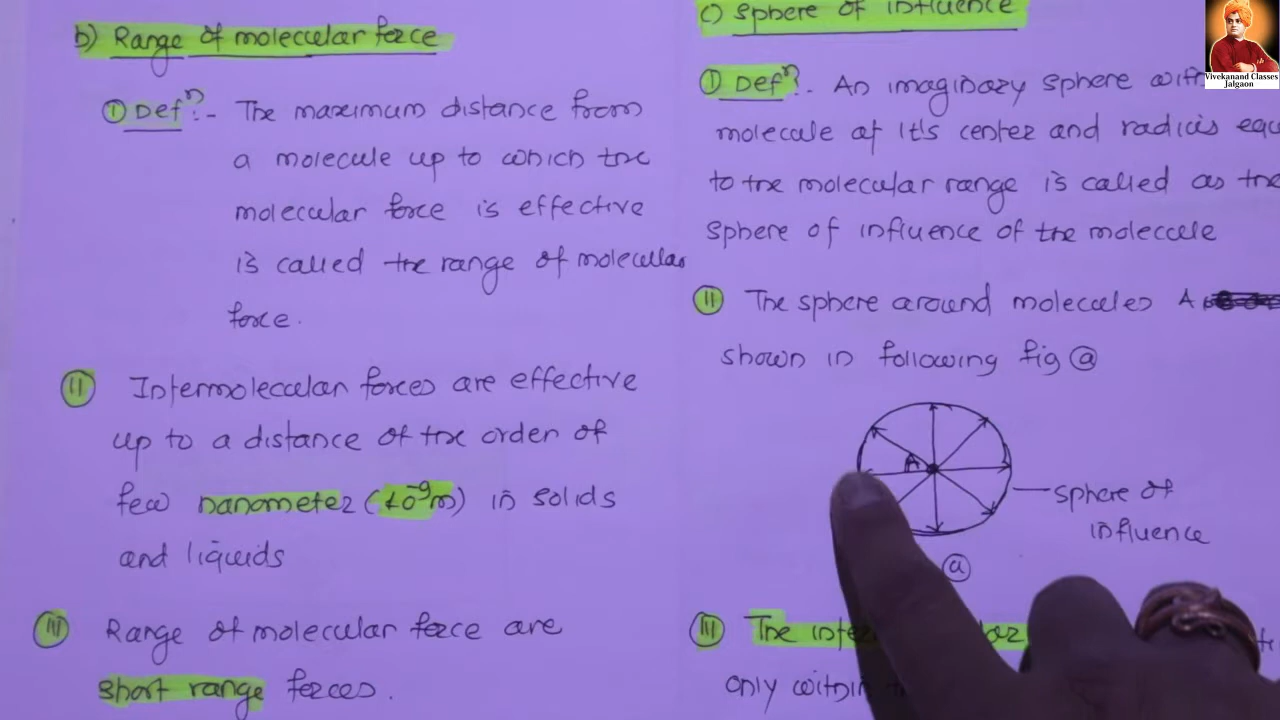 b) Range of molecular force
I Defⁿ:- The maximum distance from
a molecule up to which the
molecular force is effective
is called the range of molecular
force.
II Intermolecular forces are effective
up to a distance of the order of
few nanometer (10⁻⁹m) in solids
and liquids
III Range of molecular force are
short range forces.
c) Sphere of influence
I Defⁿ. An imaginary sphere with
molecule at it's center and radius
to the molecular range is called as the
sphere of influence of the molecule
II The sphere around molecules A
shown in following fig ⓐ
A
sphere of
influence
ⓐ
III The
only within
Vivekanand Classes
Jalgaon